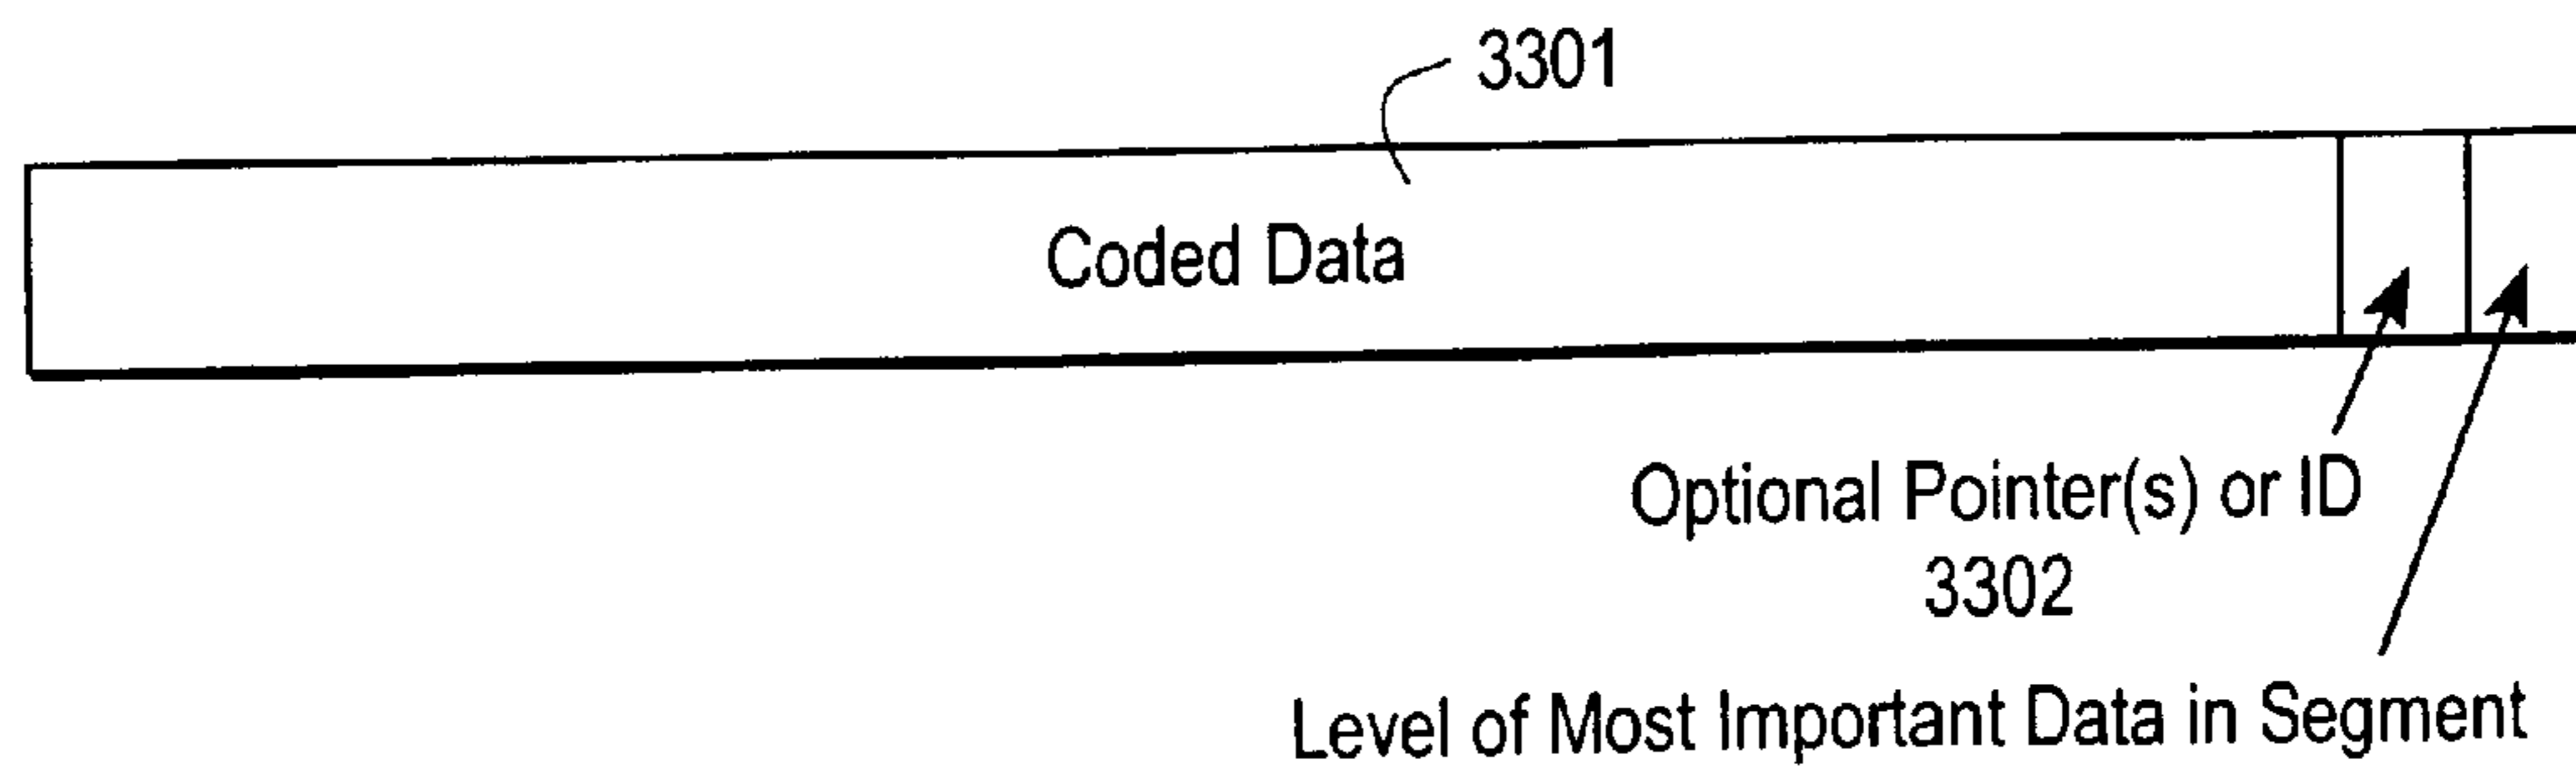 3301
Coded Data
Optional Pointer(s) or ID
3302
Level of Most Important Data in Segment